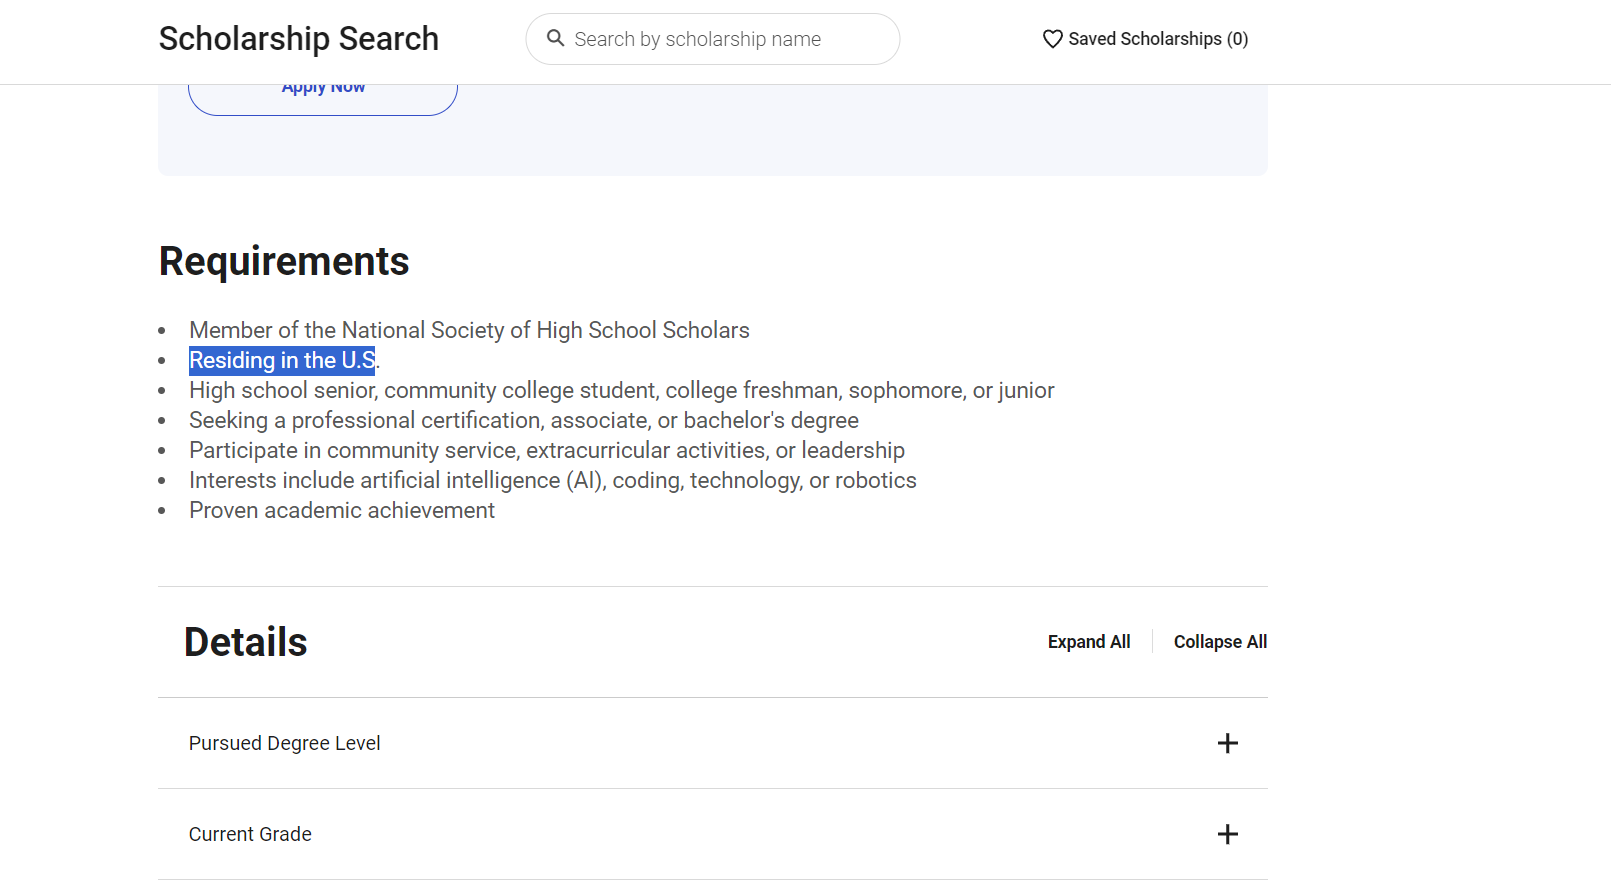 Scholarship Search
Search by scholarship name
Saved Scholarships (0)
Apply Now
Requirements
Member of the National Society of High School Scholars
Residing in the U.S.
High school senior, community college student, college freshman, sophomore, or junior
Seeking a professional certification, associate, or bachelor's degree
Participate in community service, extracurricular activities, or leadership
Interests include artificial intelligence (AI), coding, technology, or robotics
Proven academic achievement
Details
Expand All
Collapse All
Pursued Degree Level
Current Grade